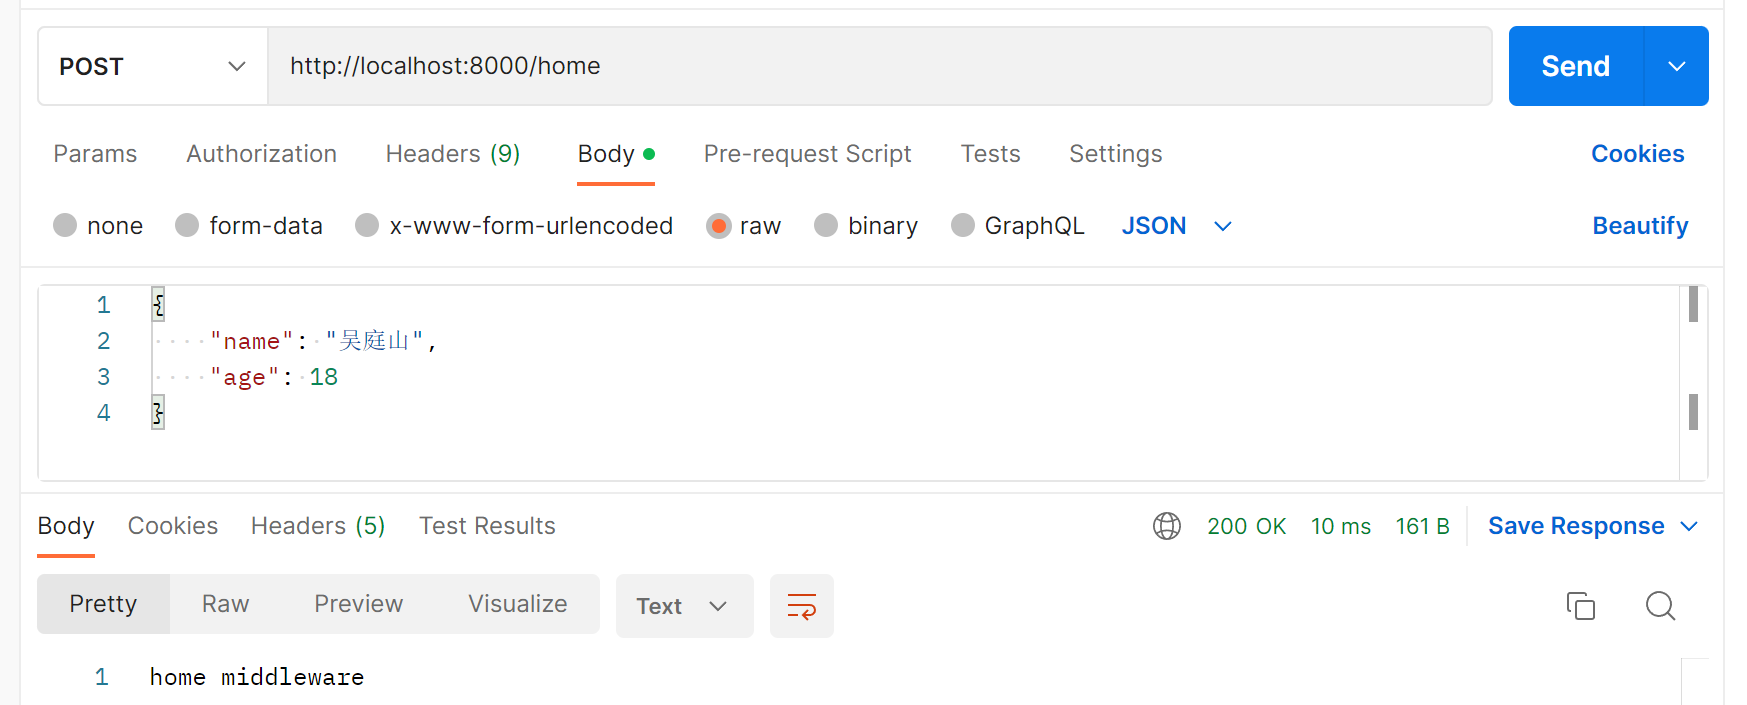 POST http://localhost:8000/home Send
Params Authorization Headers (9) Body Pre-request Script Tests Settings Cookies
none form-data x-www-form-urlencoded raw binary GraphQL JSON Beautify
1 {
2 "name": "吴庭山",
3 "age": 18
4 }
Body Cookies Headers (5) Test Results 200 OK 10 ms 161 B Save Response
Pretty Raw Preview Visualize Text
1 home middleware